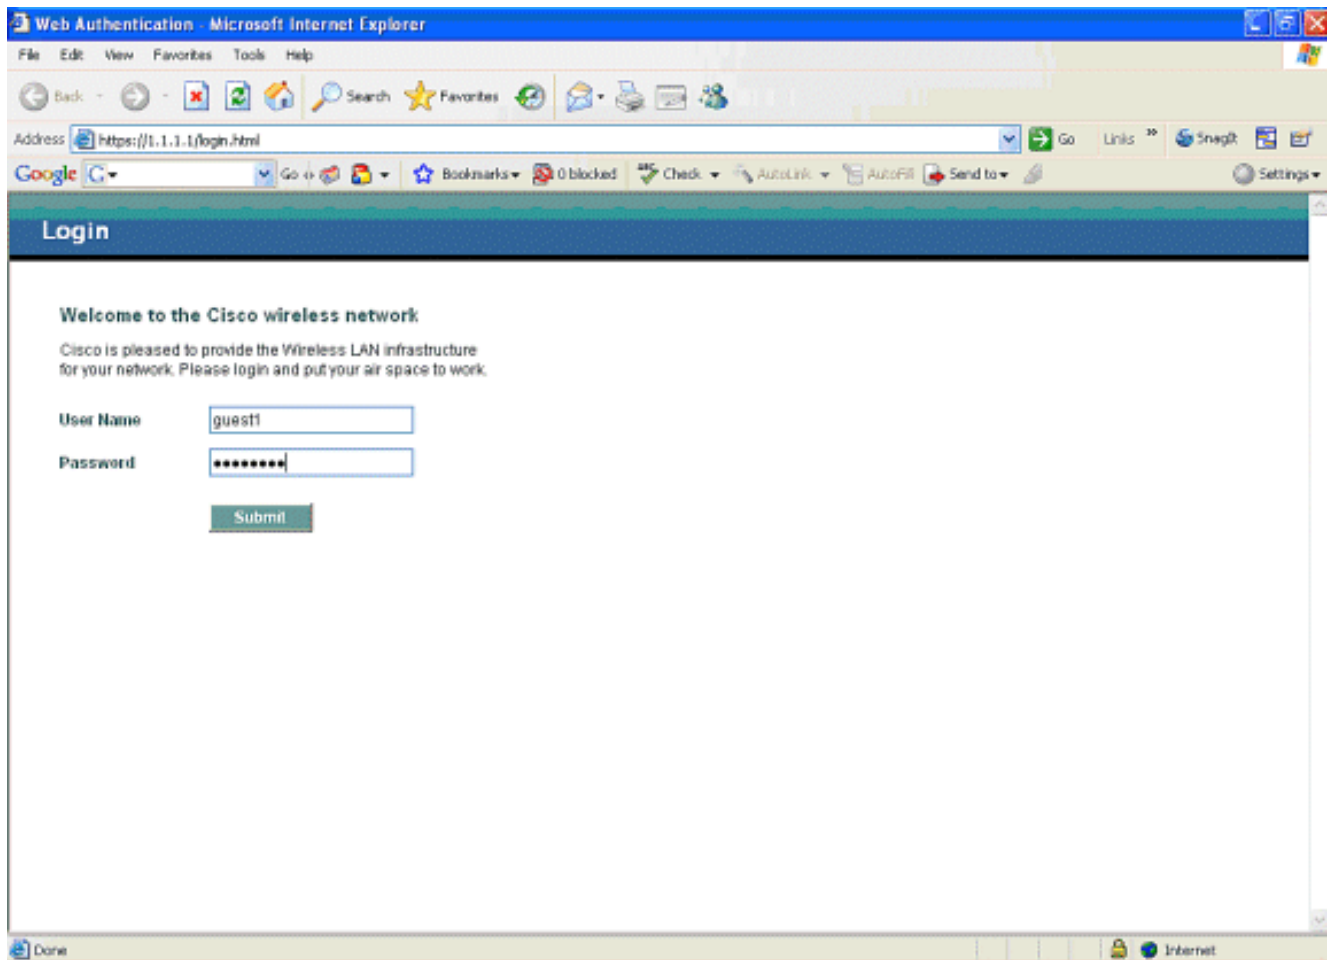 Web Authentication - Microsoft Internet Explorer
File Edit View Favorites Tools Help
Back Search Favorites
Address https://1.1.1.1/login.html Go Links » SnagIt
Google G Go Bookmarks 0 blocked ABC Check AutoLink AutoFill Send to Settings
Login
Welcome to the Cisco wireless network
Cisco is pleased to provide the Wireless LAN infrastructure
for your network. Please login and put your air space to work.
User Name guest1
Password ••••••••
Submit
Done Internet